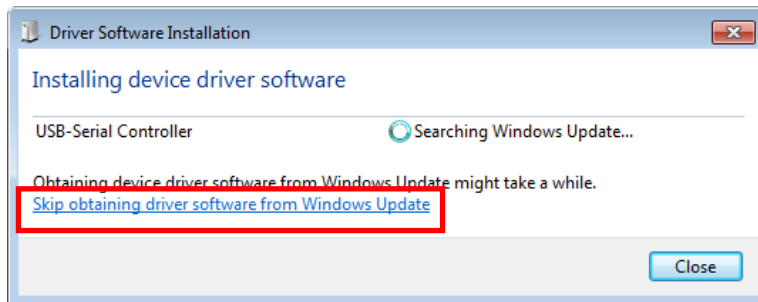 Driver Software Installation
Installing device driver software
USB-Serial Controller Searching Windows Update...
Obtaining device driver software from Windows Update might take a while.
Skip obtaining driver software from Windows Update
Close